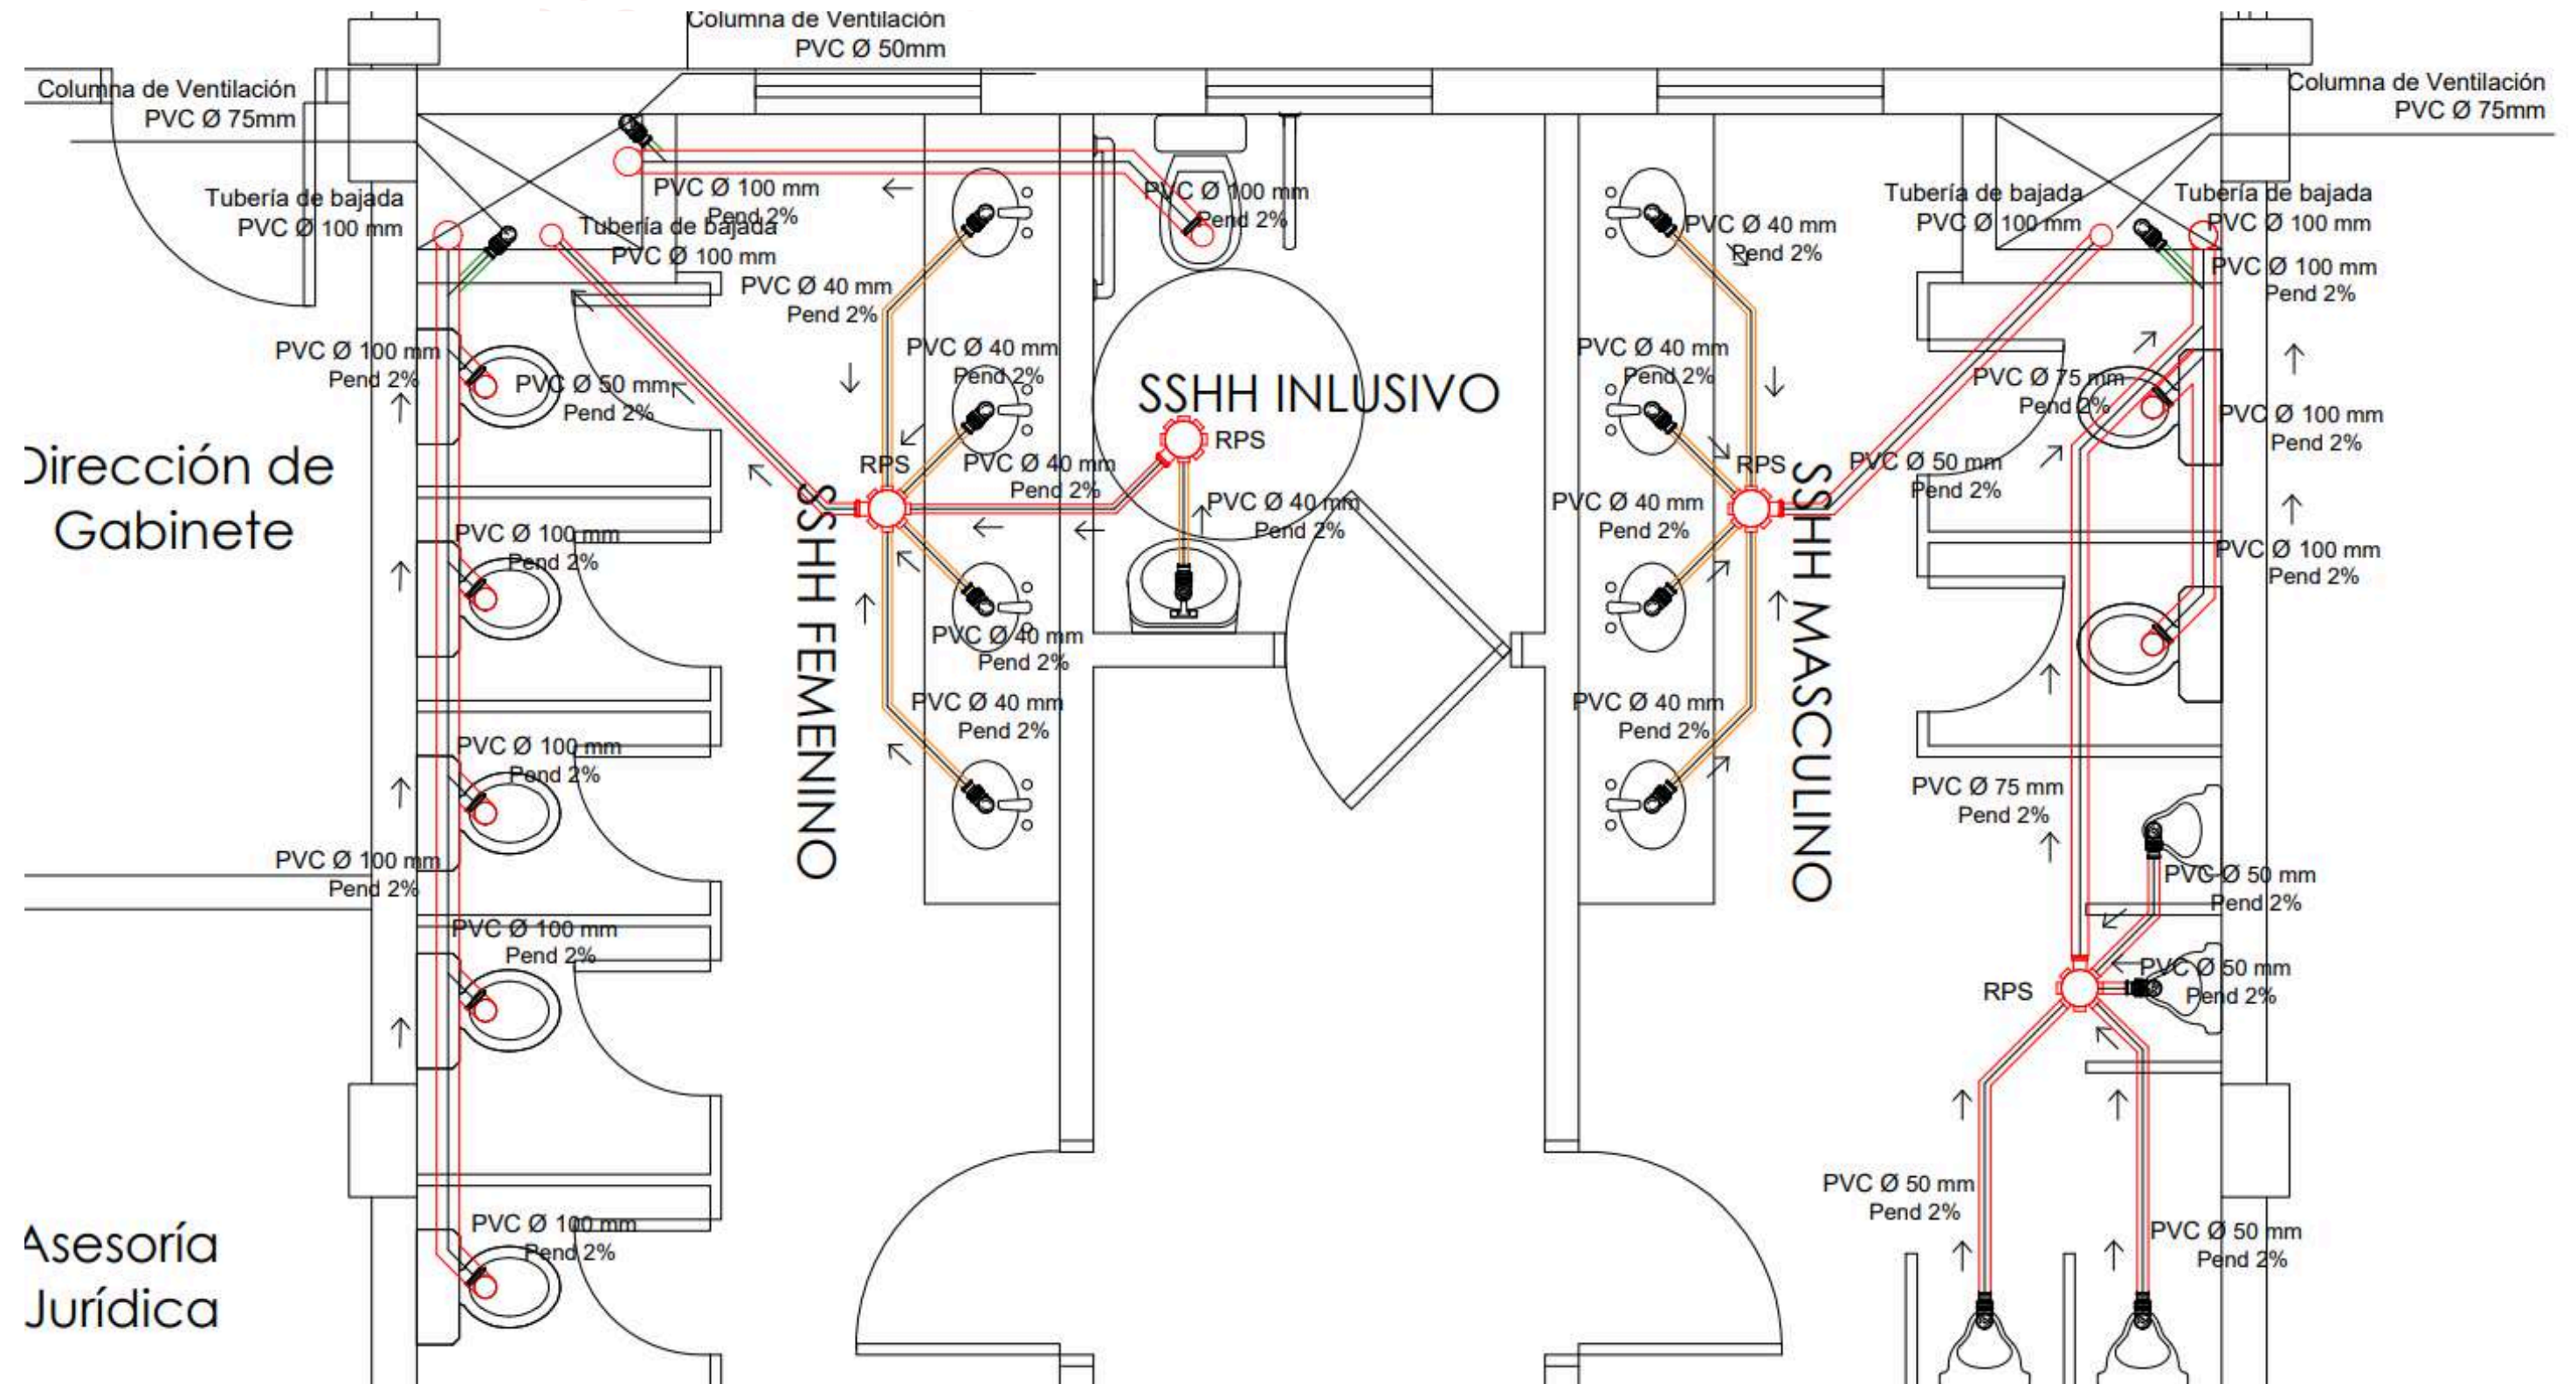 Columna de Ventilación
PVC Ø 50mm
Columna de Ventilación
PVC Ø 75mm
Columna de Ventilación
PVC Ø 75mm
Tubería de bajada
PVC Ø 100 mm
PVC Ø 100 mm
Pend 2%
Tubería de bajada
PVC Ø 100 mm
PVC Ø 100 mm
Pend 2%
PVC Ø 40 mm
Pend 2%
Tubería de bajada
PVC Ø 100 mm
Tubería de bajada
PVC Ø 100 mm
PVC Ø 100 mm
Pend 2%
PVC Ø 40 mm
Pend 2%
PVC Ø 100 mm
Pend 2%
PVC Ø 50 mm
Pend 2%
PVC Ø 40 mm
Pend 2%
SSHH INLUSIVO
PVC Ø 40 mm
Pend 2%
PVC Ø 75 mm
Pend 2%
PVC Ø 100 mm
Pend 2%
Dirección de
Gabinete
RPS
PVC Ø 40 mm
Pend 2%
RPS
PVC Ø 40 mm
Pend 2%
RPS
PVC Ø 40 mm
Pend 2%
PVC Ø 50 mm
Pend 2%
PVC Ø 100 mm
Pend 2%
PVC Ø 100 mm
Pend 2%
SSHH FEMENINO
PVC Ø 40 mm
Pend 2%
SSHH MASCULINO
PVC Ø 40 mm
Pend 2%
PVC Ø 40 mm
Pend 2%
PVC Ø 100 mm
Pend 2%
PVC Ø 75 mm
Pend 2%
PVC Ø 100 mm
Pend 2%
PVC Ø 50 mm
Pend 2%
PVC Ø 100 mm
Pend 2%
PVC Ø 50 mm
Pend 2%
RPS
PVC Ø 50 mm
Pend 2%
PVC Ø 50 mm
Pend 2%
PVC Ø 100 mm
Pend 2%
Asesoría
Jurídica